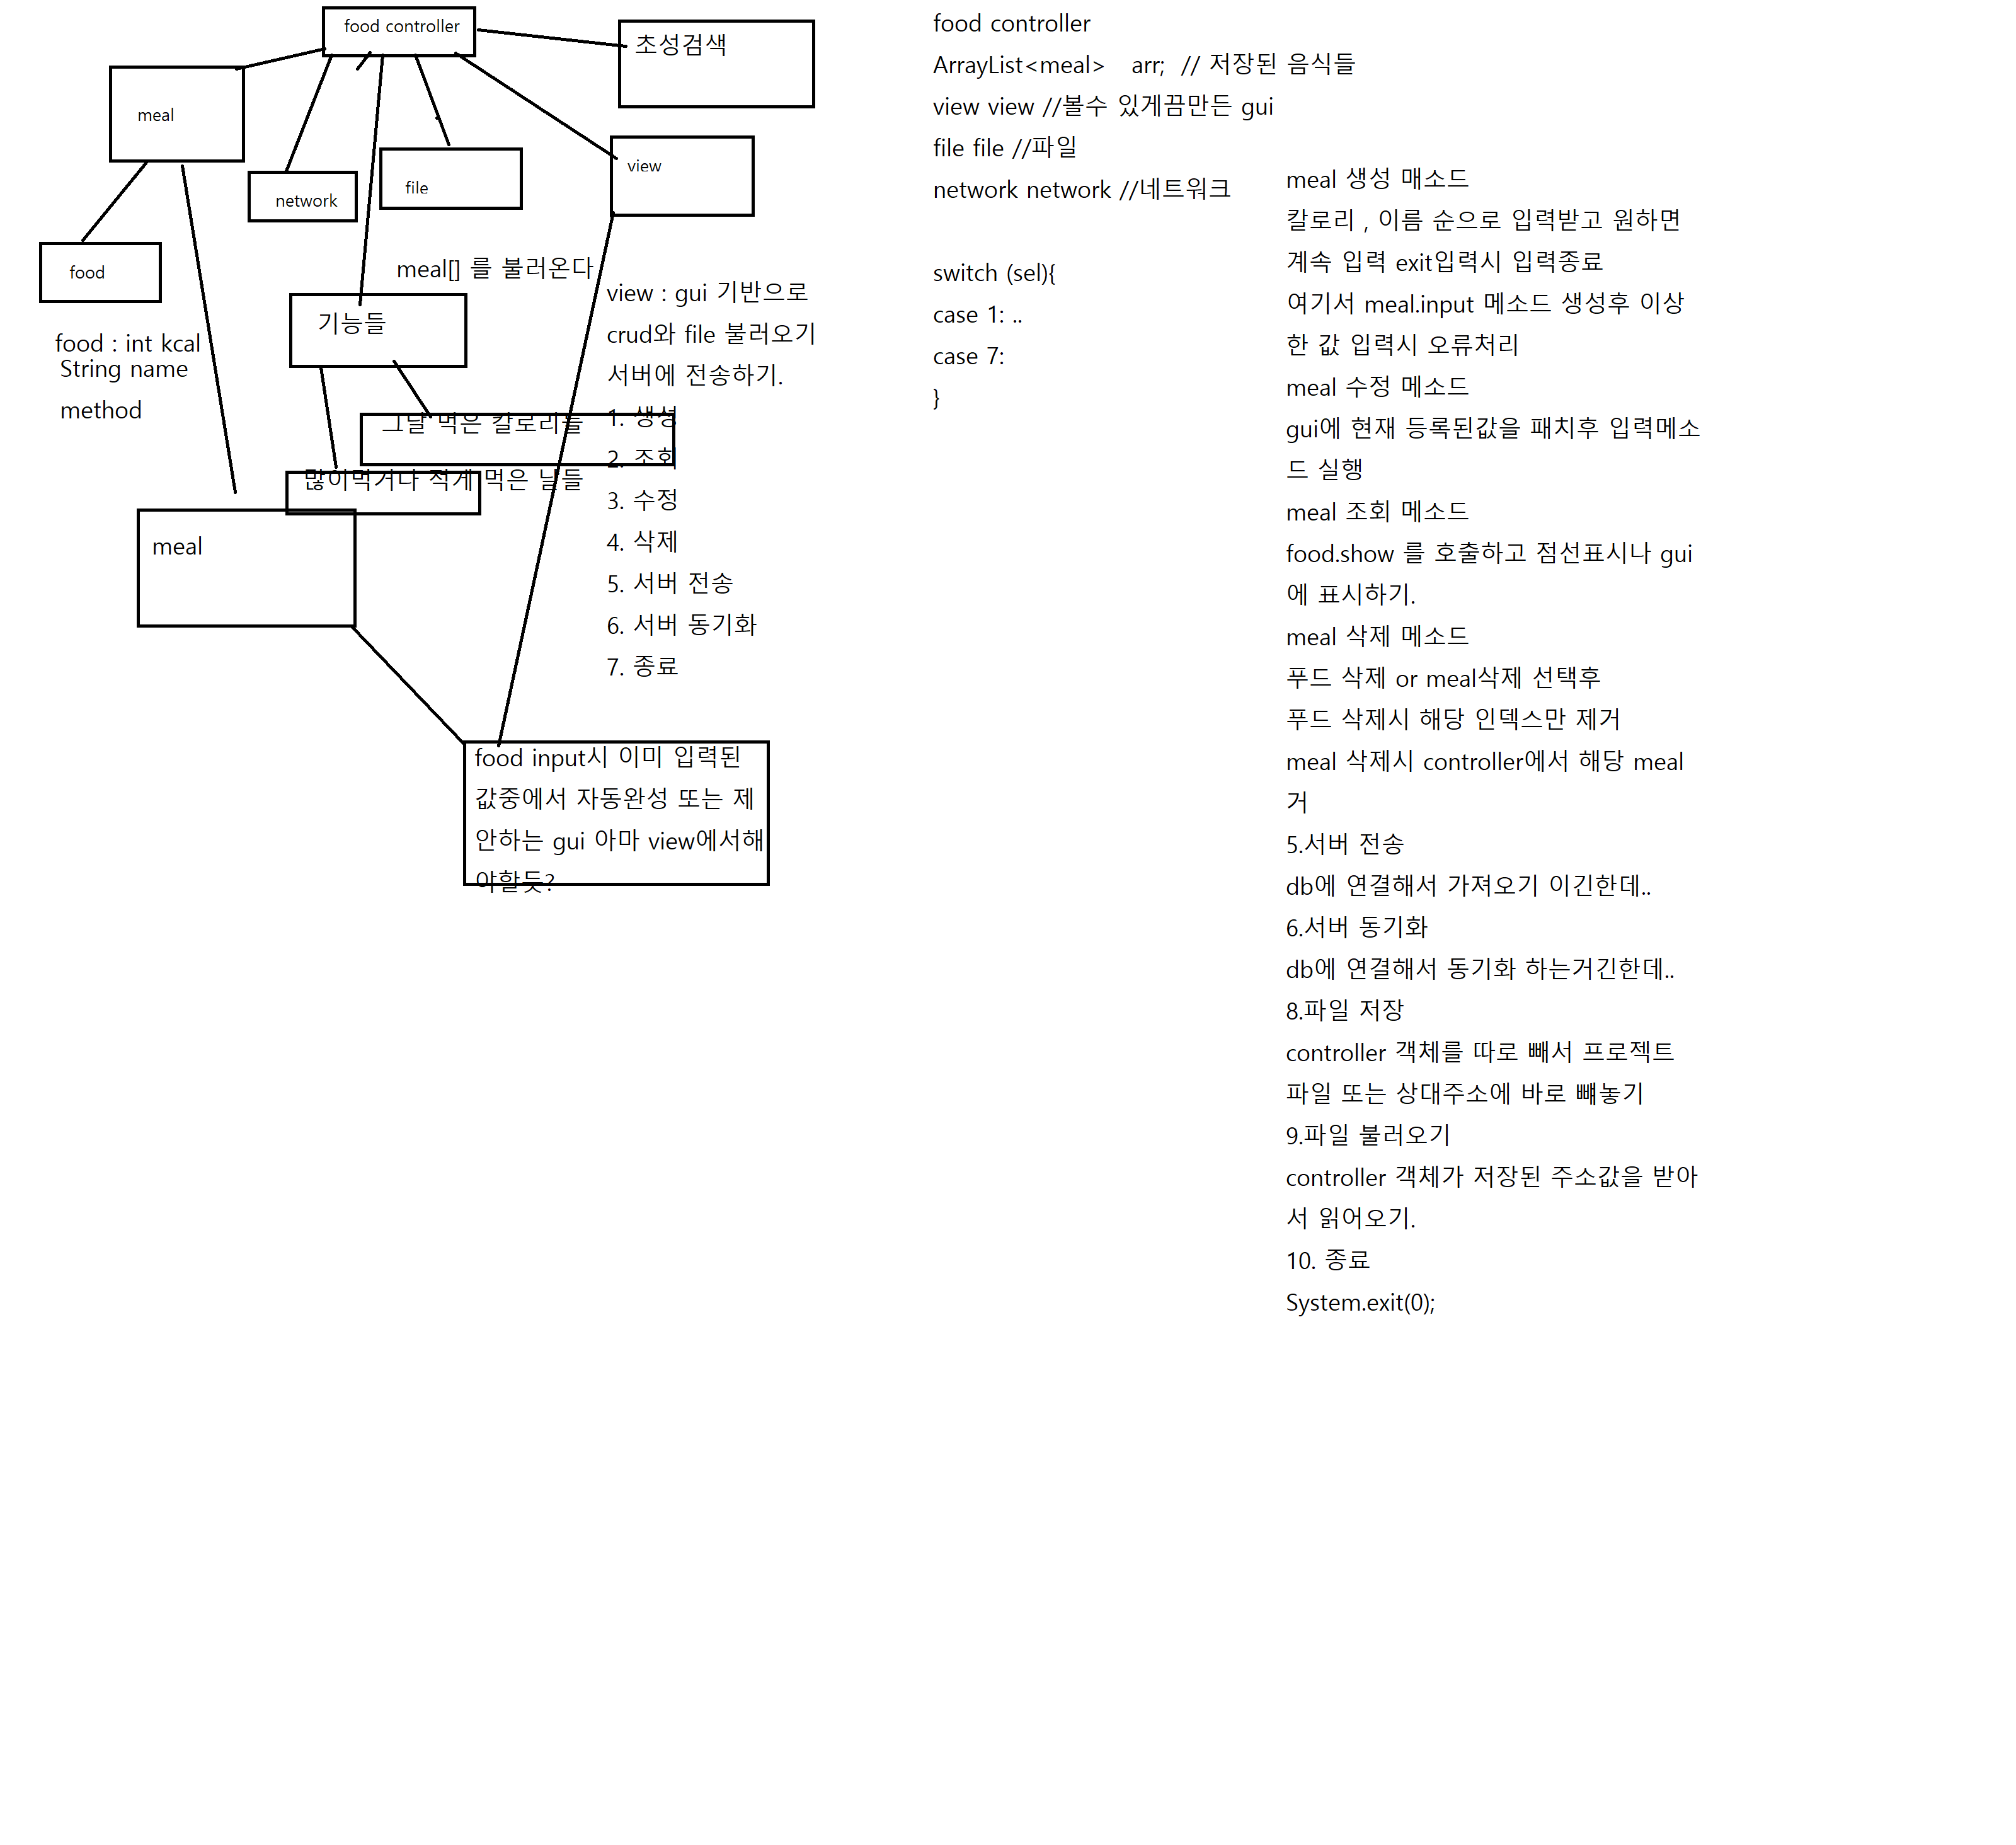 food controller
초성검색
meal
network
file
view
food
meal[] 를 불러온다
기능들
food : int kcal
String name
method
view : gui 기반으로
crud와 file 불러오기
서버에 전송하기.
1. 생성
2. 조회
3. 수정
4. 삭제
5. 서버 전송
6. 서버 동기화
7. 종료
그날 먹은 칼로리들
많이먹거나 적게 먹은 날들
meal
food input시 이미 입력된
값중에서 자동완성 또는 제
안하는 gui 아마 view에서해
야할듯?
food controller
ArrayList<meal> arr; // 저장된 음식들
view view //볼수 있게끔만든 gui
file file //파일
network network //네트워크
switch (sel){
case 1: ..
case 7:
}
meal 생성 매소드
칼로리 , 이름 순으로 입력받고 원하면
계속 입력 exit입력시 입력종료
여기서 meal.input 메소드 생성후 이상
한 값 입력시 오류처리
meal 수정 메소드
gui에 현재 등록된값을 패치후 입력메소
드 실행
meal 조회 메소드
food.show 를 호출하고 점선표시나 gui
에 표시하기.
meal 삭제 메소드
푸드 삭제 or meal삭제 선택후
푸드 삭제시 해당 인덱스만 제거
meal 삭제시 controller에서 해당 meal
거
5.서버 전송
db에 연결해서 가져오기 이긴한데..
6.서버 동기화
db에 연결해서 동기화 하는거긴한데..
8.파일 저장
controller 객체를 따로 빼서 프로젝트
파일 또는 상대주소에 바로 뺴놓기
9.파일 불러오기
controller 객체가 저장된 주소값을 받아
서 읽어오기.
10. 종료
System.exit(0);